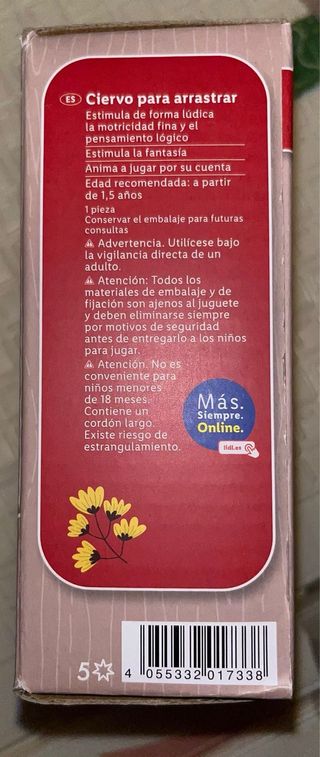 ES Ciervo para arrastrar
Estimula de forma lúdica
la motricidad fina y el
pensamiento lógico
Estimula la fantasía
Anima a jugar por su cuenta
Edad recomendada: a partir
de 1,5 años
1 pieza
Conservar el embalaje para futuras
consultas
⚠ Advertencia. Utilícese bajo
la vigilancia directa de un
adulto.
⚠ Atención: Todos los
materiales de embalaje y de
fijación son ajenos al juguete
y deben eliminarse siempre
por motivos de seguridad
antes de entregarlo a los niños
para jugar.
⚠ Atención. No es
conveniente para
niños menores
de 18 meses.
Contiene un
cordón largo.
Existe riesgo de
estrangulamiento.
Más.
Siempre.
Online.
lidl.es
5
4 055332 017338